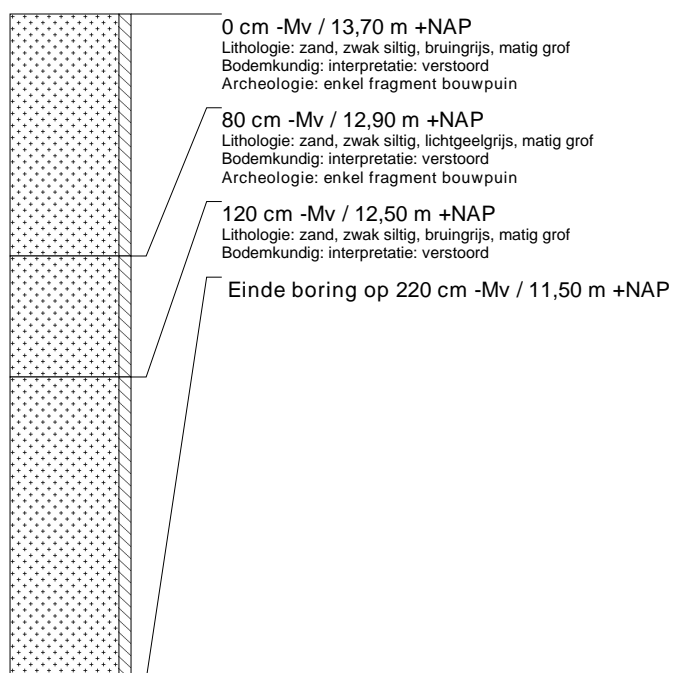 0 cm -Mv / 13,70 m +NAP
Lithologie: zand, zwak siltig, bruingrijs, matig grof
Bodemkundig: interpretatie: verstoord
Archeologie: enkel fragment bouwpuin
80 cm -Mv / 12,90 m +NAP
Lithologie: zand, zwak siltig, lichtgeelgrijs, matig grof
Bodemkundig: interpretatie: verstoord
Archeologie: enkel fragment bouwpuin
120 cm -Mv / 12,50 m +NAP
Lithologie: zand, zwak siltig, bruingrijs, matig grof
Bodemkundig: interpretatie: verstoord
Einde boring op 220 cm -Mv / 11,50 m +NAP